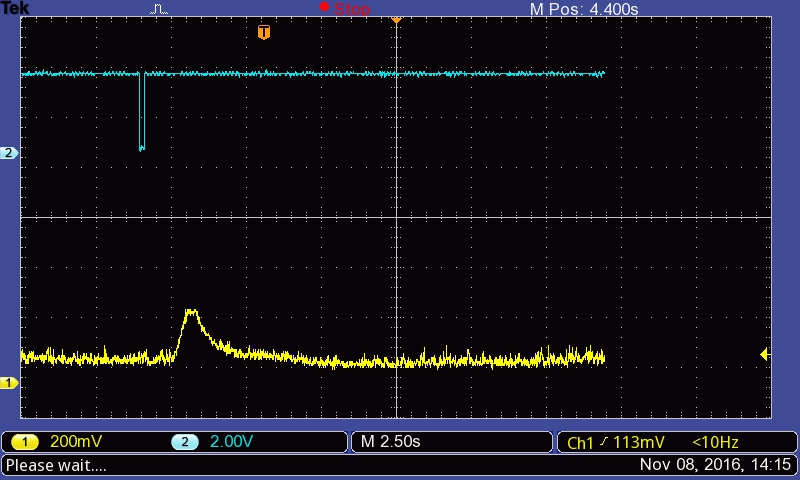 Tek Stop M Pos: 4.400s
T
2
1
1 200mV 2 2.00V M 2.50s Ch1 113mV <10Hz
Please wait.... Nov 08, 2016, 14:15